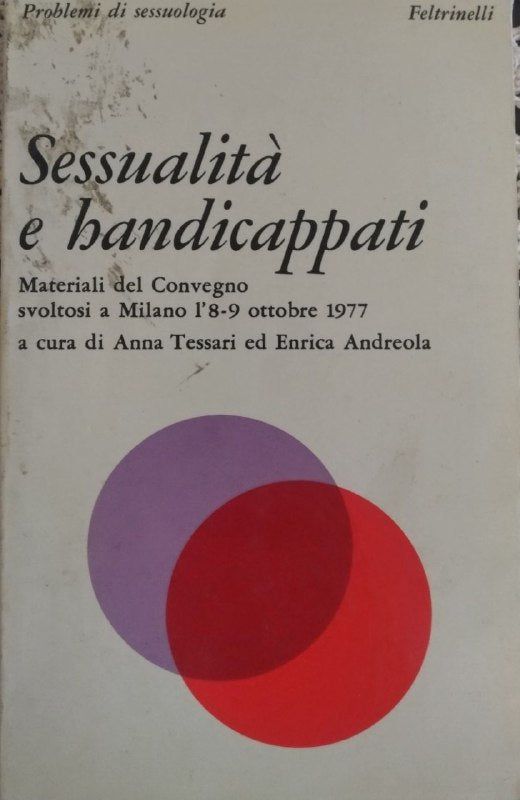 Problemi di sessuologia
Feltrinelli
Sessualità
e handicappati
Materiali del Convegno
svoltosi a Milano l'8-9 ottobre 1977
a cura di Anna Tessari ed Enrica Andreola